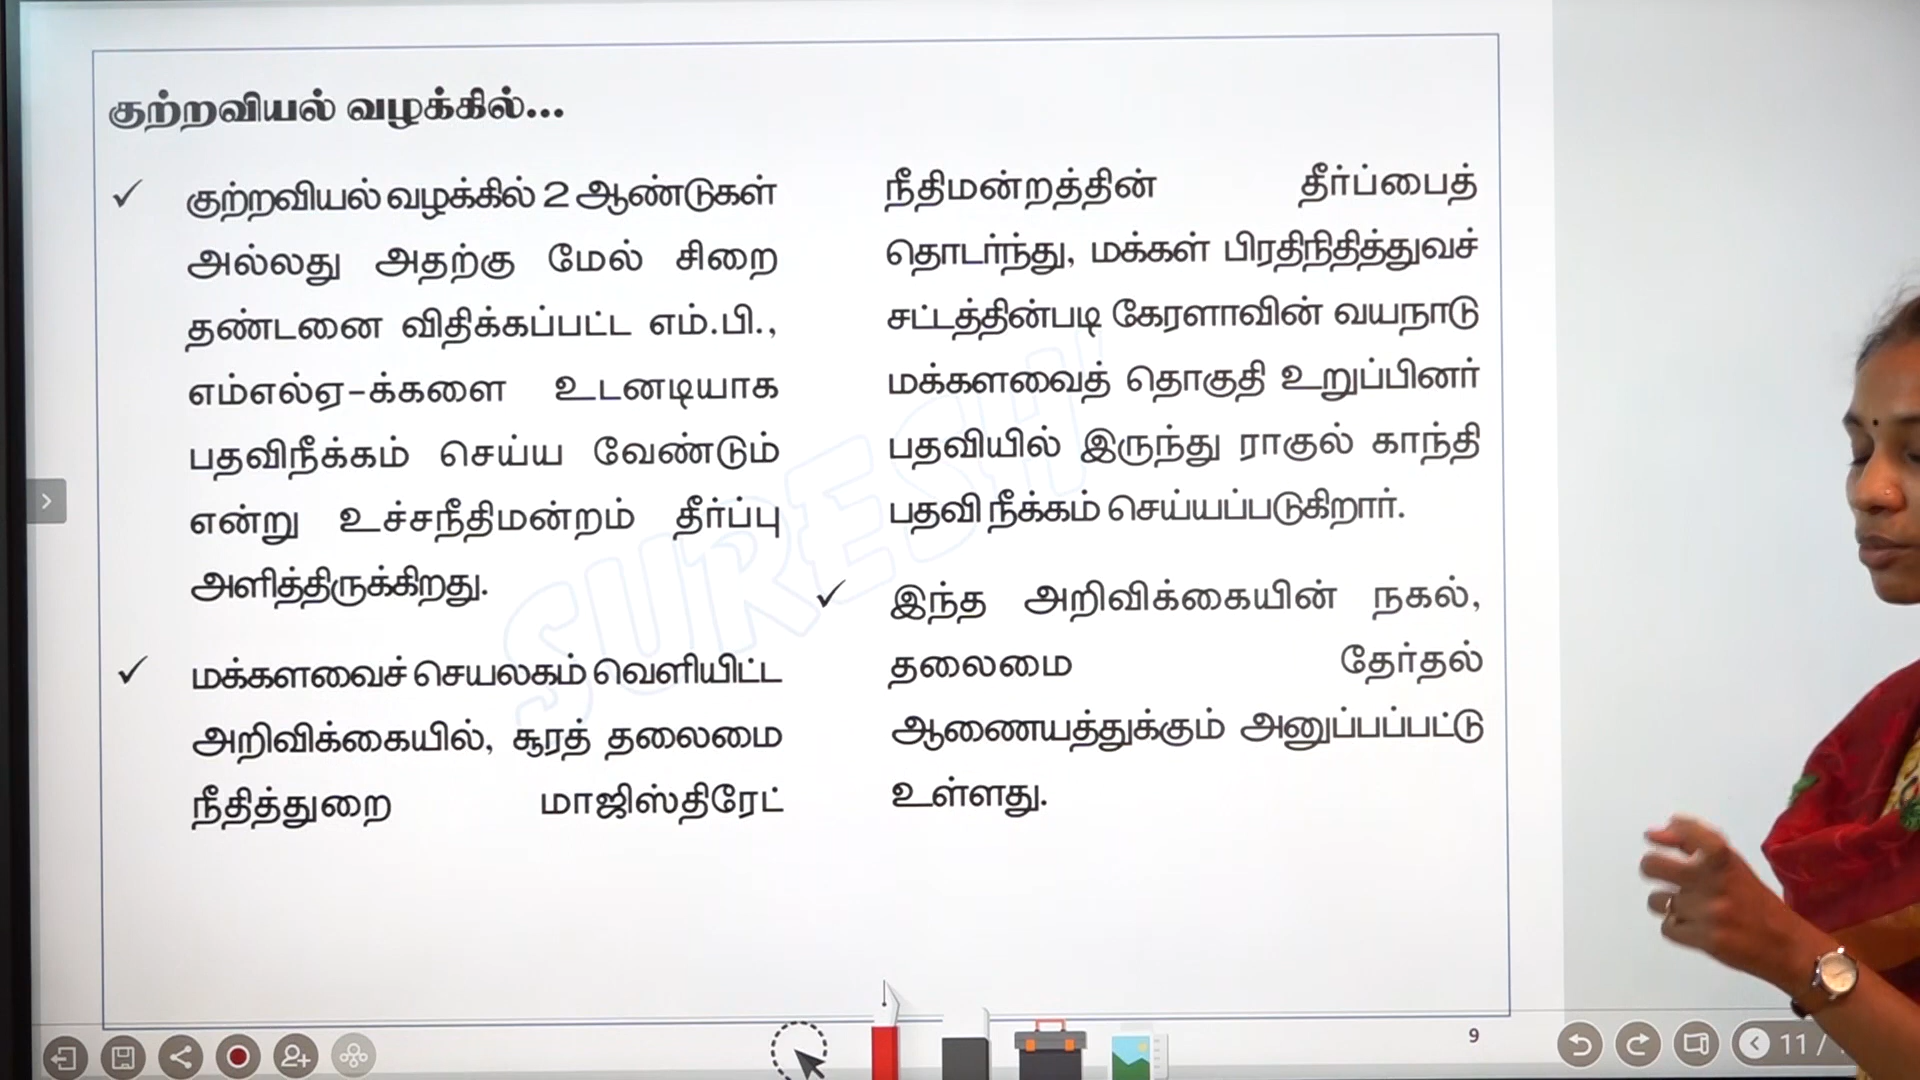 குற்றவியல் வழக்கில்...
✓ குற்றவியல் வழக்கில் 2 ஆண்டுகள்
அல்லது அதற்கு மேல் சிறை
தண்டனை விதிக்கப்பட்ட எம்.பி.,
எம்எல்ஏ-க்களை உடனடியாக
பதவிநீக்கம் செய்ய வேண்டும்
என்று உச்சநீதிமன்றம் தீர்ப்பு
அளித்திருக்கிறது.
✓ மக்களவைச் செயலகம் வெளியிட்ட
அறிவிக்கையில், சூரத் தலைமை
நீதித்துறை மாஜிஸ்திரேட்
நீதிமன்றத்தின் தீர்ப்பைத்
தொடர்ந்து, மக்கள் பிரதிநிதித்துவச்
சட்டத்தின்படி கேரளாவின் வயநாடு
மக்களவைத் தொகுதி உறுப்பினர்
பதவியில் இருந்து ராகுல் காந்தி
பதவி நீக்கம் செய்யப்படுகிறார்.
✓ இந்த அறிவிக்கையின் நகல்,
தலைமை தேர்தல்
ஆணையத்துக்கும் அனுப்பப்பட்டு
உள்ளது.
SURESH'
9
11 /